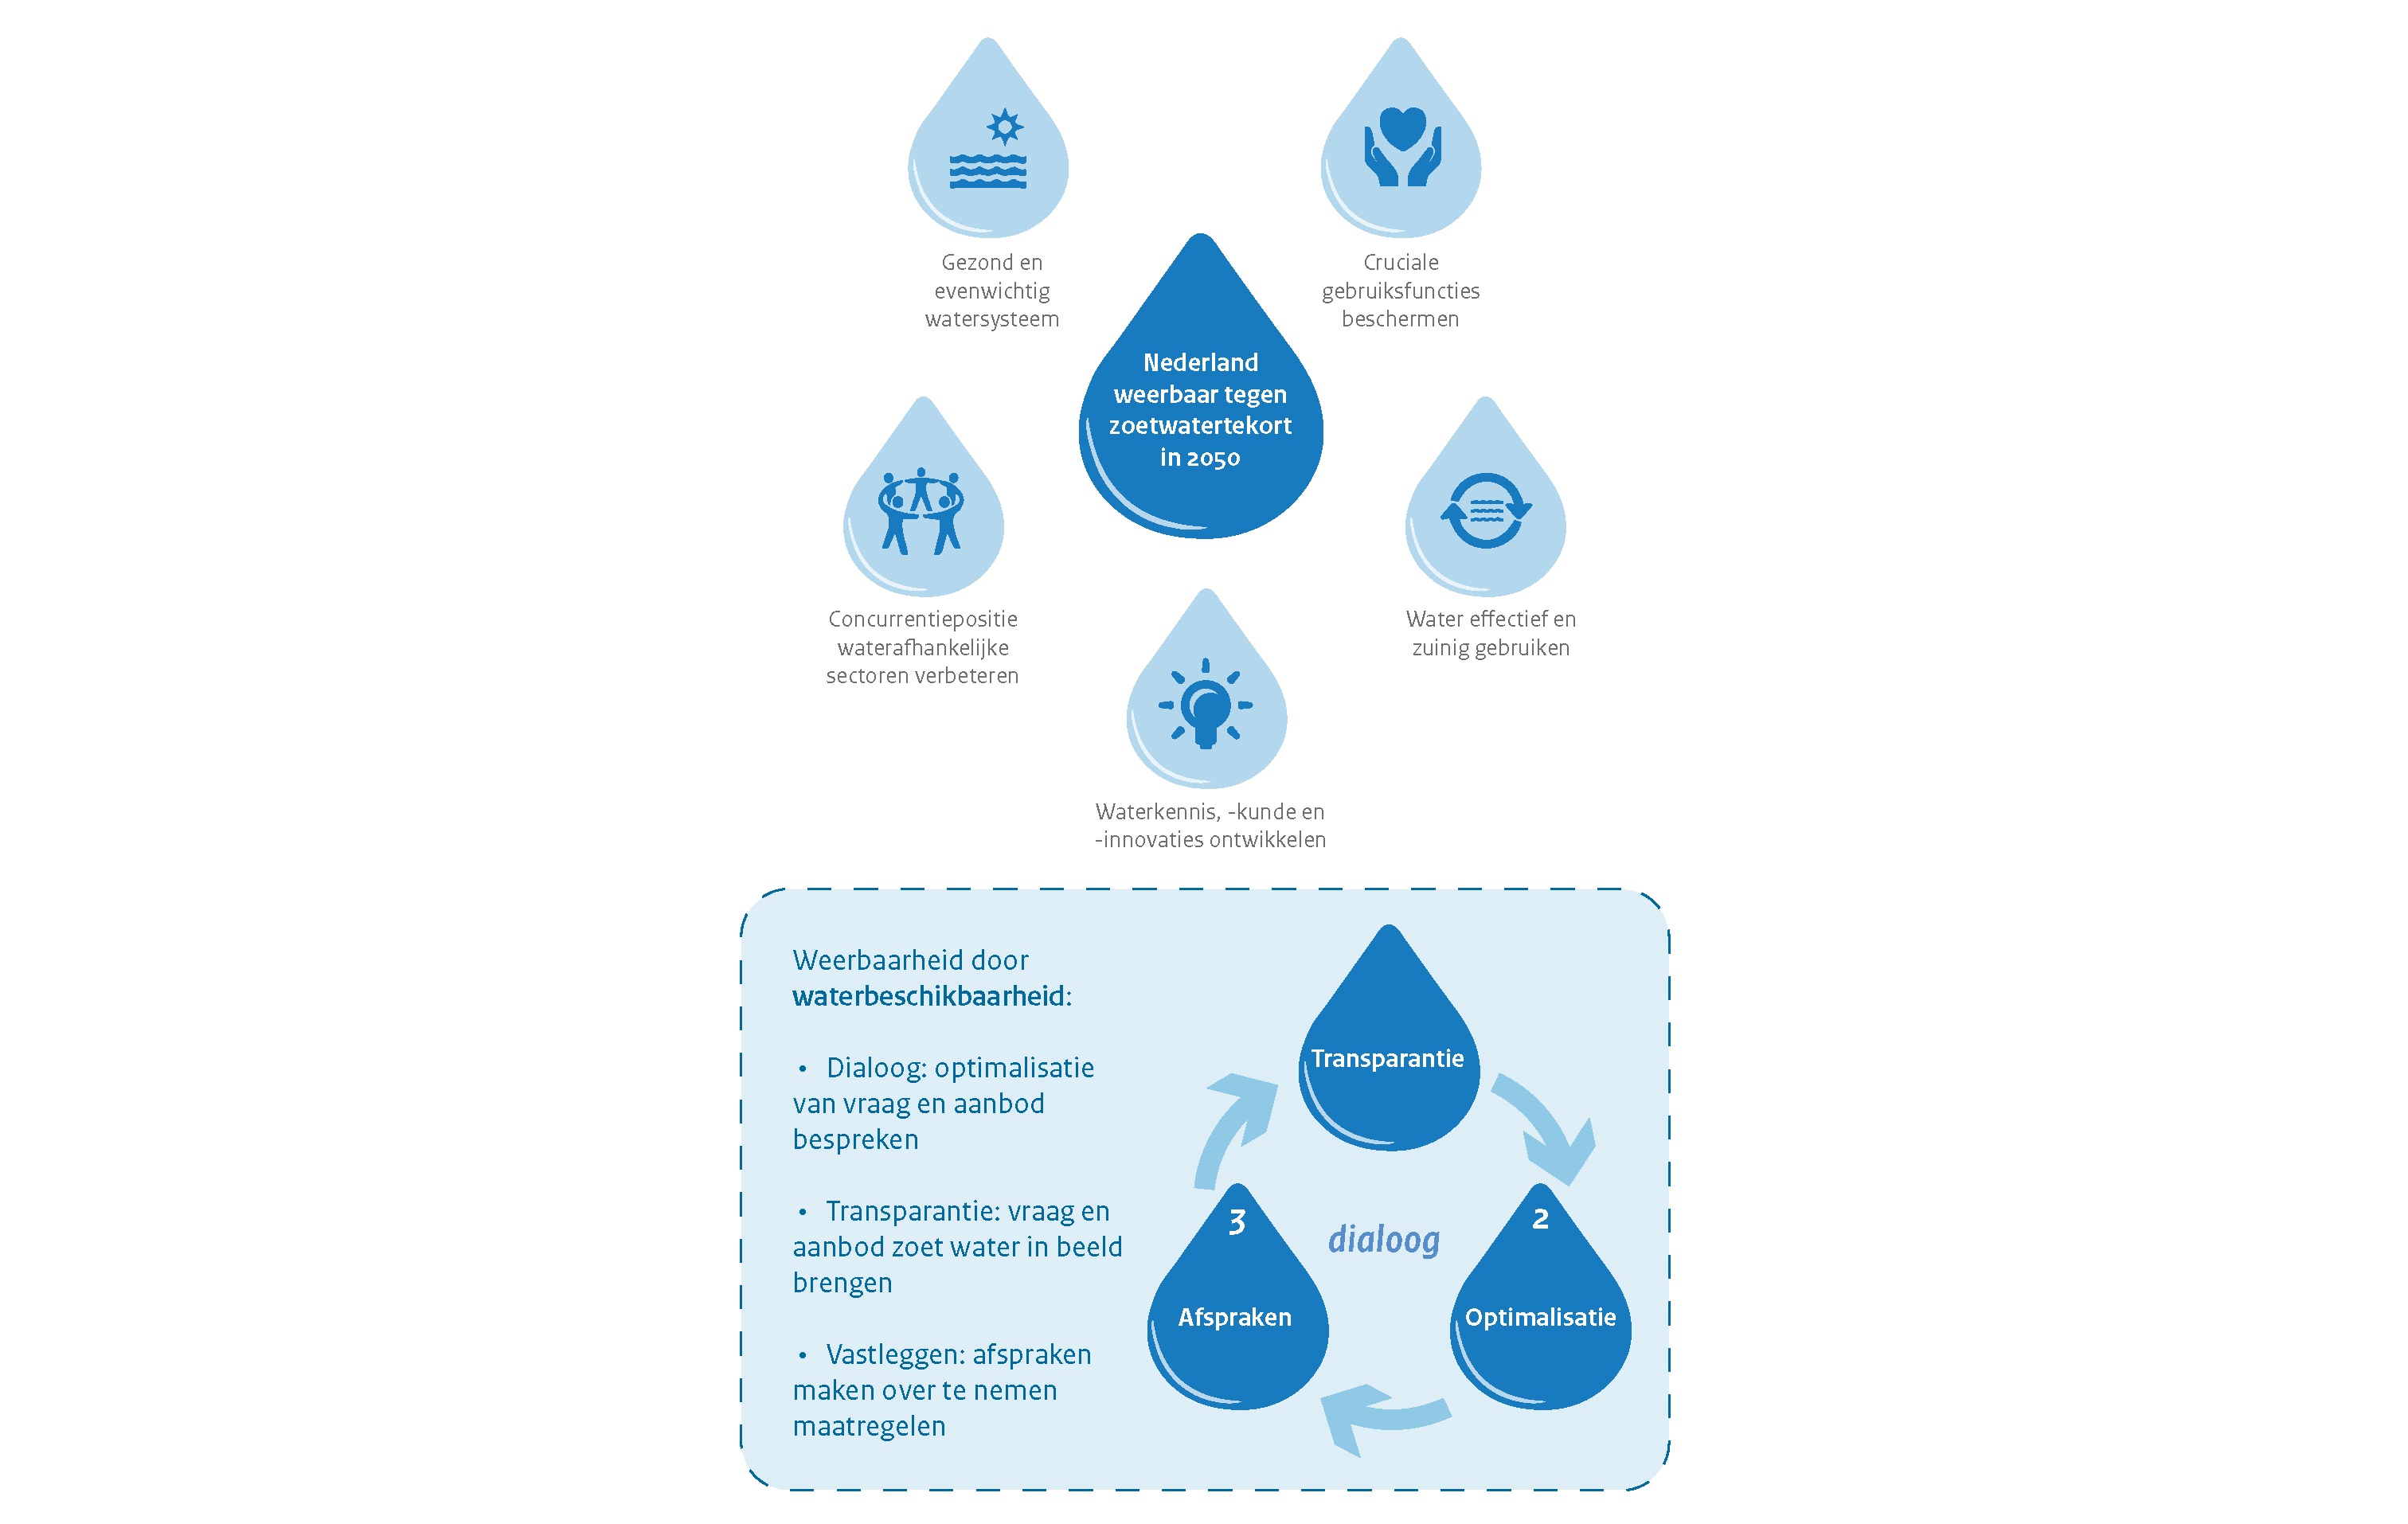 Gezond en
evenwichtig
watersysteem
Cruciale
gebruiksfuncties
beschermen
Nederland
weerbaar tegen
zoetwatertekort
in 2050
Concurrentiepositie
waterafhankelijke
sectoren verbeteren
Water effectief en
zuinig gebruiken
Waterkennis, -kunde en
-innovaties ontwikkelen
Weerbaarheid door
waterbeschikbaarheid:
• Dialoog: optimalisatie
van vraag en aanbod
bespreken
• Transparantie: vraag en
aanbod zoet water in beeld
brengen
• Vastleggen: afspraken
maken over te nemen
maatregelen
Transparantie
2
Optimalisatie
3
Afspraken
dialoog